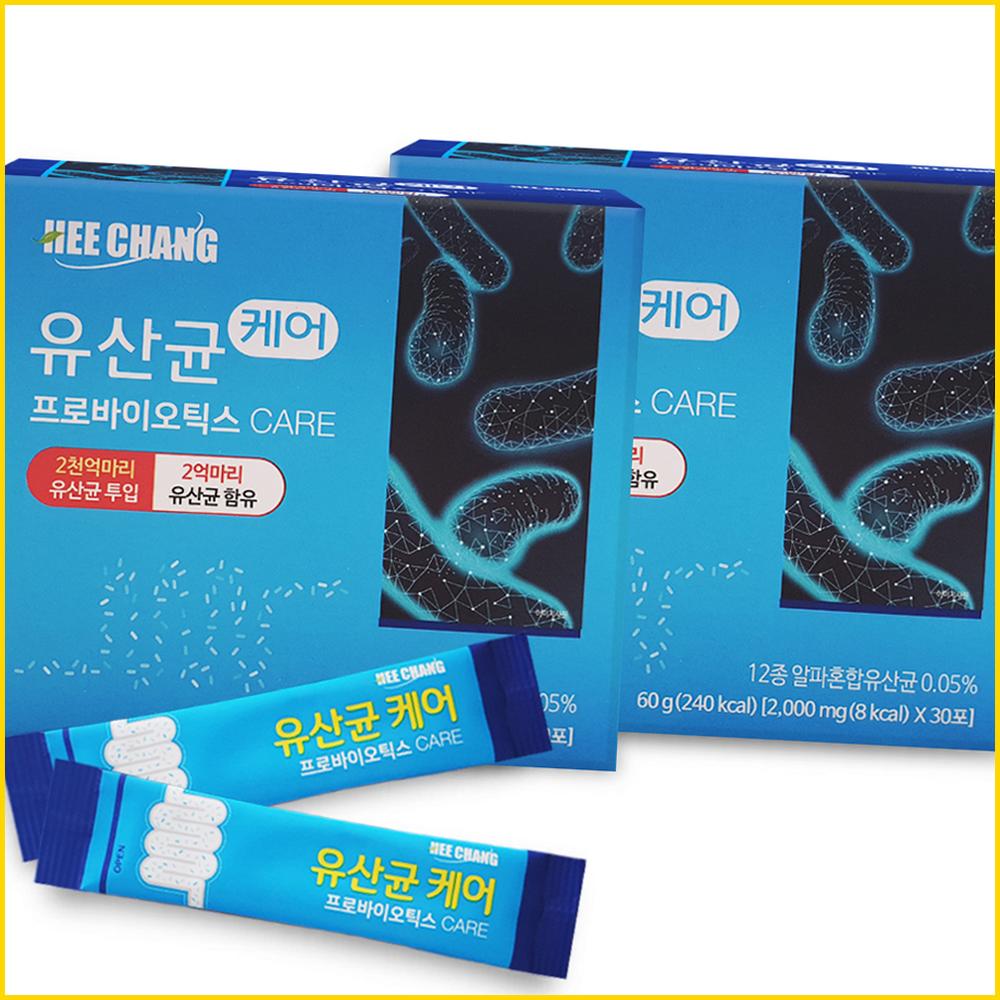 HEE CHANG
유산균 케어
프로바이오틱스 CARE
2천억마리
유산균 투입
2억마리
유산균 함유
05%
포]
케어
CARE
리
함유
12종 알파혼합유산균 0.05%
60 g (240 kcal) [2,000 mg (8 kcal) X 30포]
HEE CHANG
유산균 케어
프로바이오틱스 CARE
OPEN
HEE CHANG
유산균 케어
프로바이오틱스 CARE